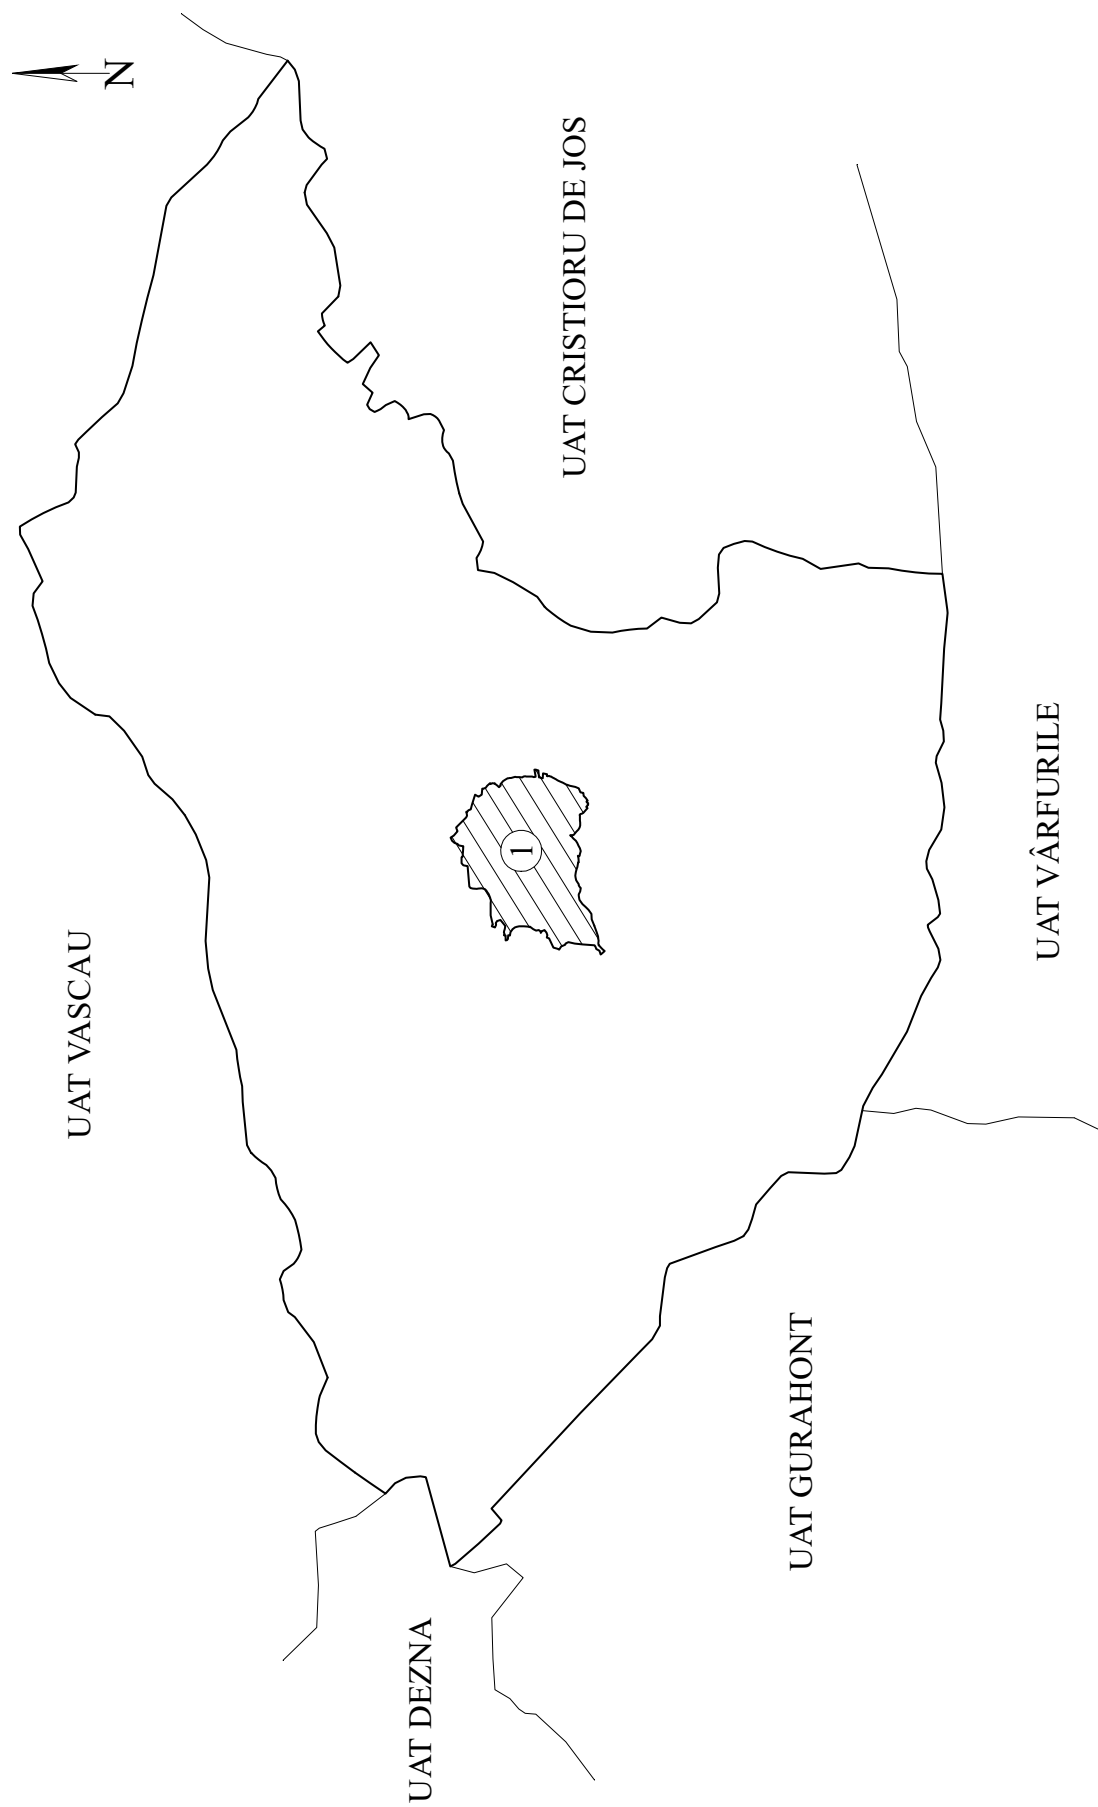 N
UAT VASCAU
UAT CRISTIORU DE JOS
1
UAT DEZNA
UAT GURAHONT
UAT VÂRFURILE